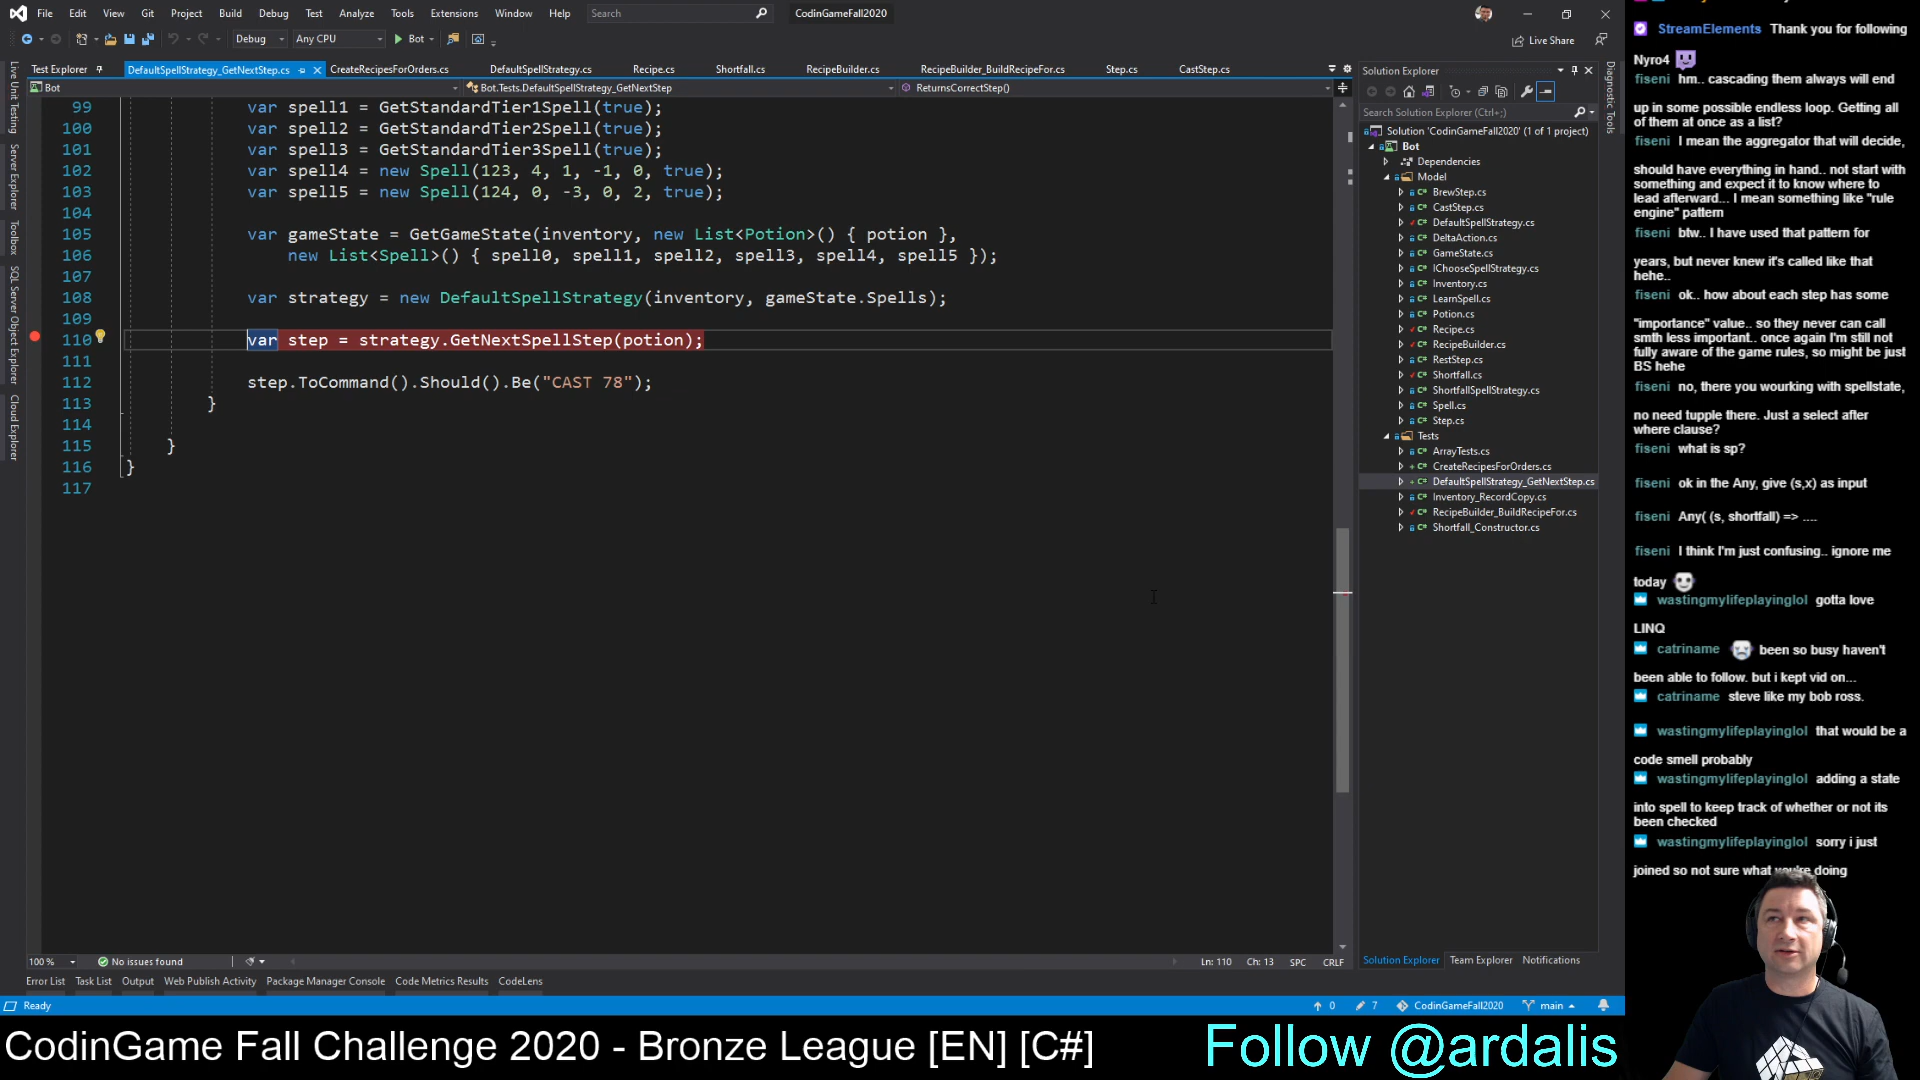 File Edit View Git Project Build Debug Test Analyze Tools Extensions Window Help Search CodinGameFall2020
Debug Any CPU Bot Live Share
Test Explorer DefaultSpellStrategy_GetNextStep.cs CreateRecipesForOrders.cs DefaultSpellStrategy.cs Recipe.cs Shortfall.cs RecipeBuilder.cs RecipeBuilder_BuildRecipeFor.cs Step.cs CastStep.cs
Bot Bot.Tests.DefaultSpellStrategy_GetNextStep ReturnsCorrectStep()
Live Unit Testing
Server Explorer
Toolbox
SQL Server Object Explorer
Cloud Explorer
99 var spell1 = GetStandardTier1Spell(true);
100 var spell2 = GetStandardTier2Spell(true);
101 var spell3 = GetStandardTier3Spell(true);
102 var spell4 = new Spell(123, 4, 1, -1, 0, true);
103 var spell5 = new Spell(124, 0, -3, 0, 2, true);
104
105 var gameState = GetGameState(inventory, new List<Potion>() { potion },
106 new List<Spell>() { spell0, spell1, spell2, spell3, spell4, spell5 });
107
108 var strategy = new DefaultSpellStrategy(inventory, gameState.Spells);
109
110 var step = strategy.GetNextSpellStep(potion);
111
112 step.ToCommand().Should().Be("CAST 78");
113 }
114
115 }
116 }
117
100 % No issues found Ln: 110 Ch: 13 SPC CRLF
Error List Task List Output Web Publish Activity Package Manager Console Code Metrics Results CodeLens
Ready 0 7 CodinGameFall2020 main
Solution Explorer
Search Solution Explorer (Ctrl+;)
Solution 'CodinGameFall2020' (1 of 1 project)
Bot
Dependencies
Model
BrewStep.cs
CastStep.cs
DefaultSpellStrategy.cs
DeltaAction.cs
GameState.cs
IChooseSpellStrategy.cs
Inventory.cs
LearnSpell.cs
Potion.cs
Recipe.cs
RecipeBuilder.cs
RestStep.cs
Shortfall.cs
ShortfallSpellStrategy.cs
Spell.cs
Step.cs
Tests
ArrayTests.cs
CreateRecipesForOrders.cs
DefaultSpellStrategy_GetNextStep.cs
Inventory_RecordCopy.cs
RecipeBuilder_BuildRecipeFor.cs
Shortfall_Constructor.cs
Solution Explorer Team Explorer Notifications
Diagnostic Tools
StreamElements Thank you for following
Nyro4
fiseni hm.. cascading them always will end
up in some possible endless loop. Getting all
of them at once as a list?
fiseni I mean the aggregator that will decide,
should have everything in hand.. not start with
something and expect it to know where to
lead afterward... I mean something like "rule
engine" pattern
fiseni btw.. I have used that pattern for
years, but never knew it's called like that
hehe..
fiseni ok.. how about each step has some
"importance" value.. so they never can call
smth less important.. once again I'm still not
fully aware of the game rules, so might be just
BS hehe
fiseni no, there you wourking with spellstate,
no need tupple there. Just a select after
where clause?
fiseni what is sp?
fiseni ok in the Any, give (s,x) as input
fiseni Any( (s, shortfall) => ....
fiseni I think I'm just confusing.. ignore me
today
wastingmylifeplayinglol gotta love
LINQ
catriname been so busy haven't
been able to follow. but i kept vid on...
catriname steve like my bob ross.
wastingmylifeplayinglol that would be a
code smell probably
wastingmylifeplayinglol adding a state
into spell to keep track of whether or not its
been checked
wastingmylifeplayinglol sorry i just
joined so not sure what you're doing
CodinGame Fall Challenge 2020 - Bronze League [EN] [C#] Follow @ardalis